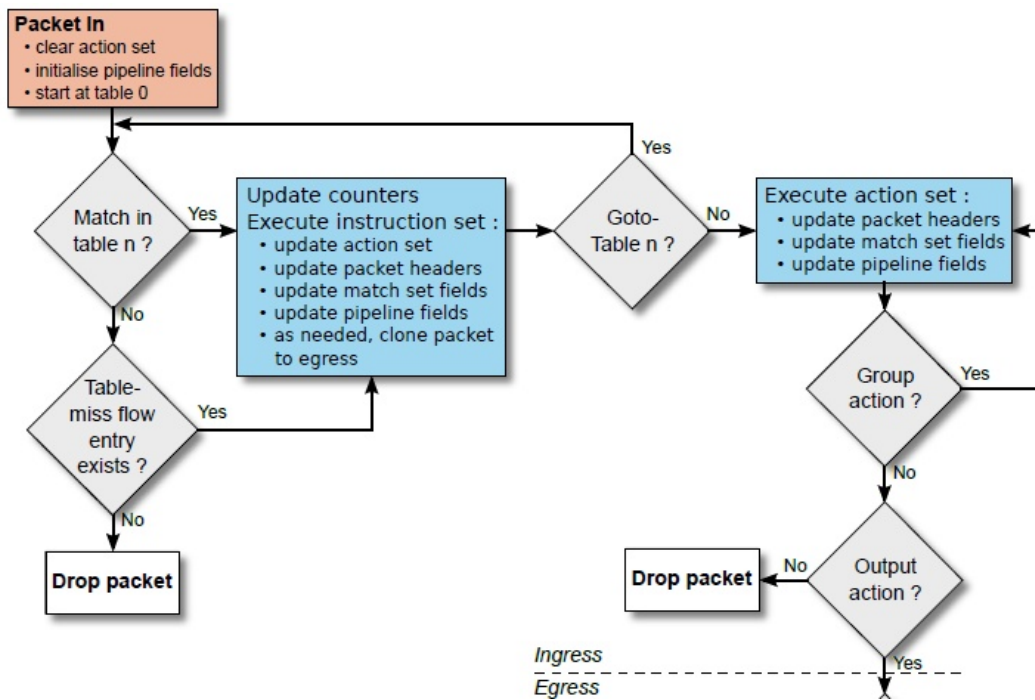 Packet In
• clear action set
• initialise pipeline fields
• start at table 0
Match in
table n ?
Yes
No
Update counters
Execute instruction set :
• update action set
• update packet headers
• update match set fields
• update pipeline fields
• as needed, clone packet
to egress
Goto-
Table n ?
Yes
No
Execute action set :
• update packet headers
• update match set fields
• update pipeline fields
Table-
miss flow
entry
exists ?
Yes
No
Drop packet
Group
action ?
Yes
No
Output
action ?
No
Drop packet
Yes
Ingress
Egress